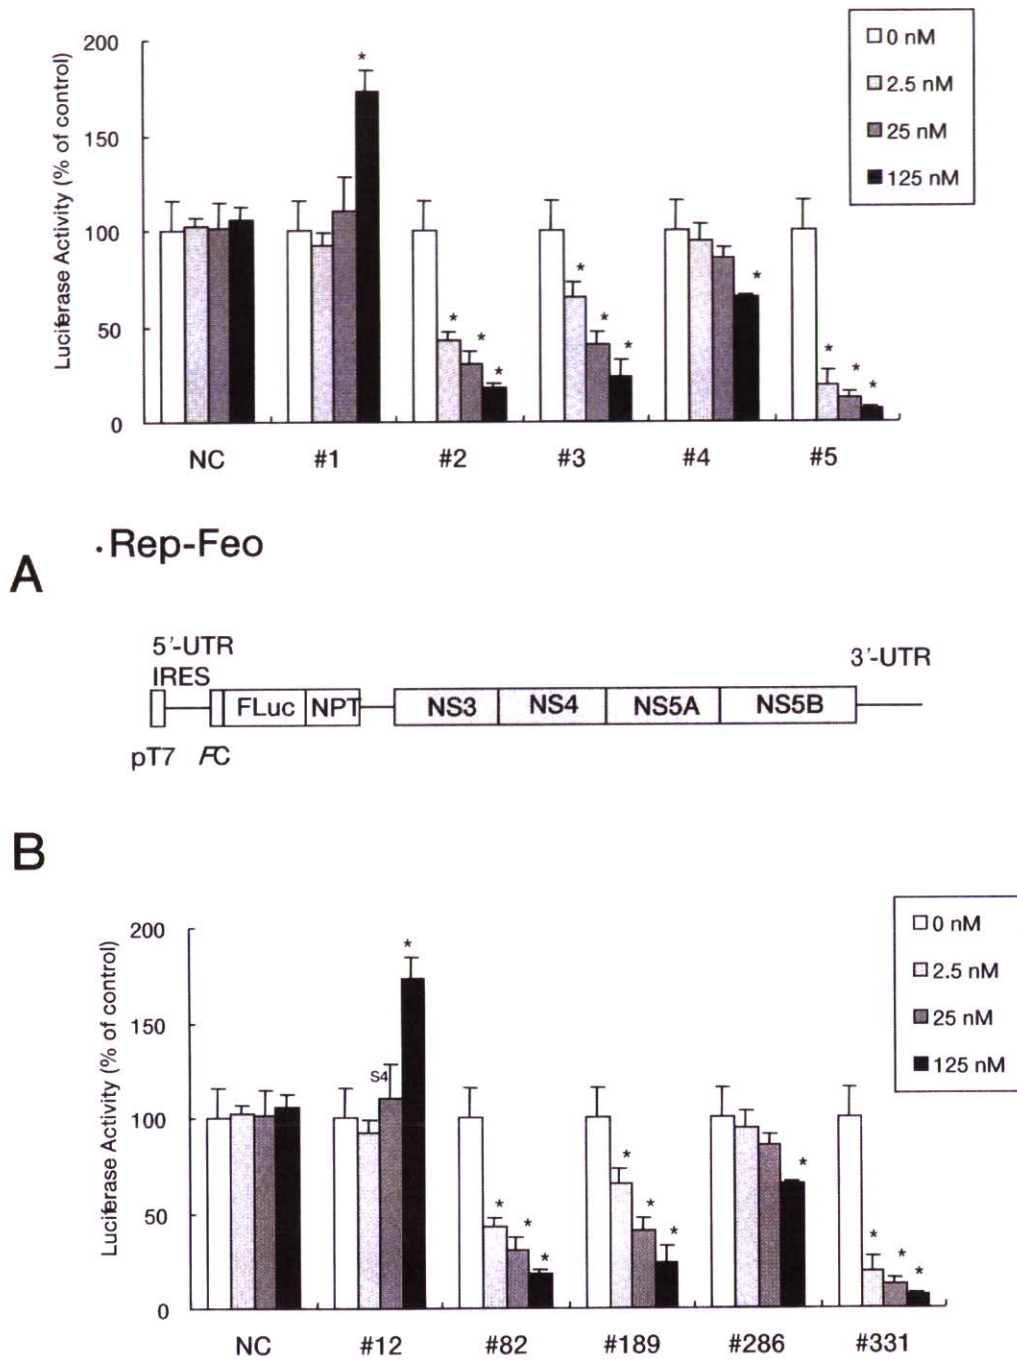 Luciferase Activity (% of control)
200
150
100
50
0
0 nM
2.5 nM
25 nM
125 nM
*
* * *
* * *
*
* * *
NC #1 #2 #3 #4 #5
A
·Rep-Feo
5´-UTR
IRES
3´-UTR
FLuc NPT NS3 NS4 NS5A NS5B
pT7 FC
B
Luciferase Activity (% of control)
200
150
100
50
0
0 nM
2.5 nM
25 nM
125 nM
*
S4
* * *
* * *
*
* * *
NC #12 #82 #189 #286 #331